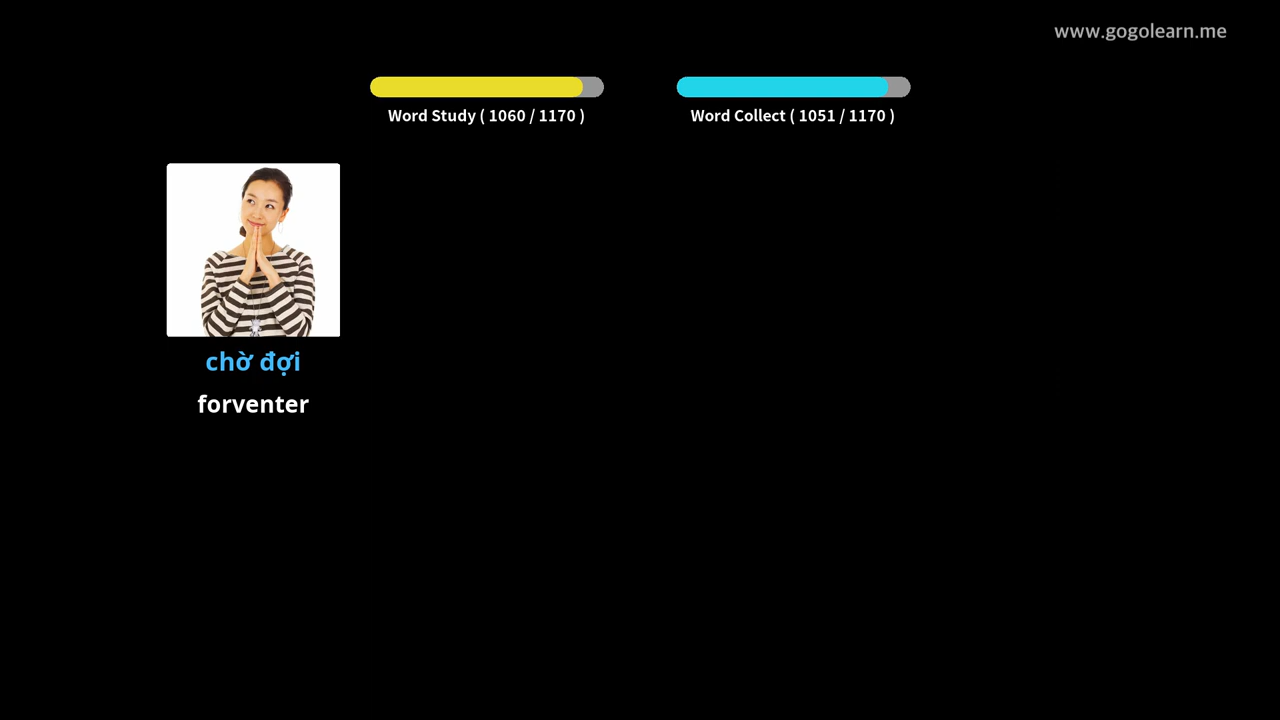 www.gogolearn.me
Word Study ( 1060 / 1170 )
Word Collect ( 1051 / 1170 )
chờ đợi
forventer